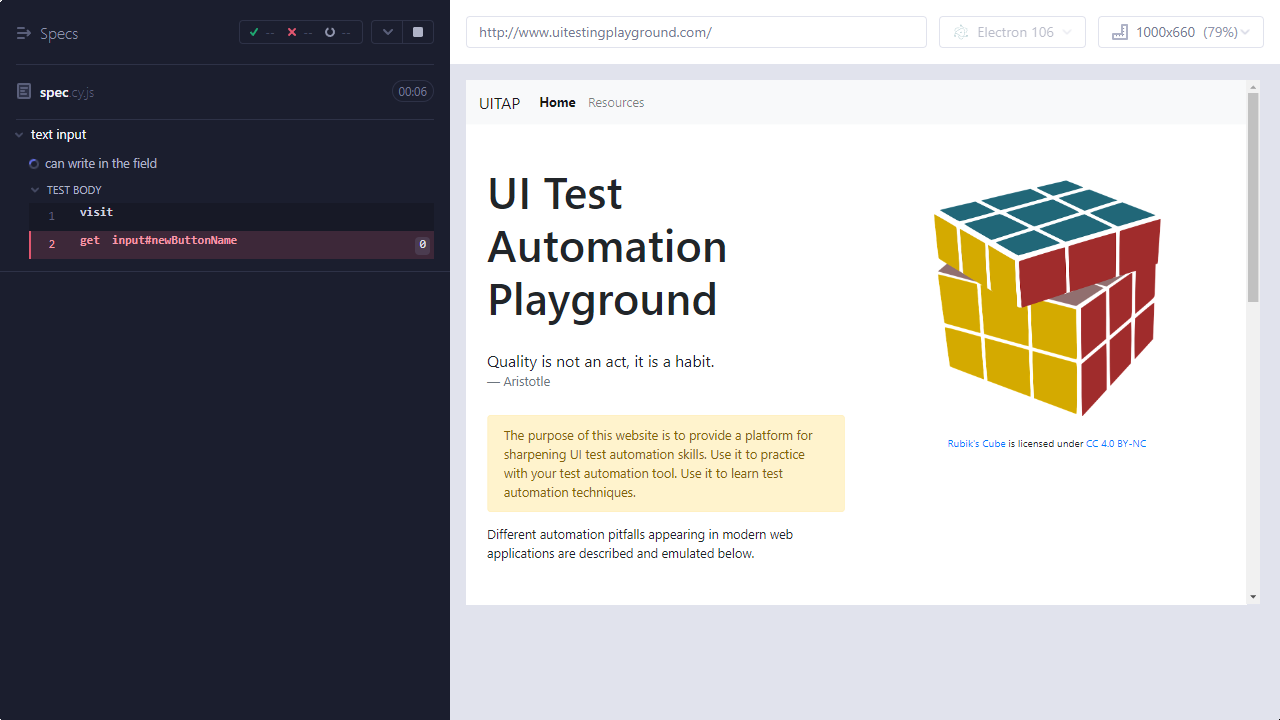 Specs
-- -- --
spec.cy.js
00:06
text input
can write in the field
TEST BODY
1 visit
2 get input#newButtonName 0
http://www.uitestingplayground.com/
Electron 106
1000x660 (79%)
UITAP Home Resources
UI Test
Automation
Playground
Quality is not an act, it is a habit.
— Aristotle
The purpose of this website is to provide a platform for
sharpening UI test automation skills. Use it to practice
with your test automation tool. Use it to learn test
automation techniques.
Different automation pitfalls appearing in modern web
applications are described and emulated below.
Rubik's Cube is licensed under CC 4.0 BY-NC